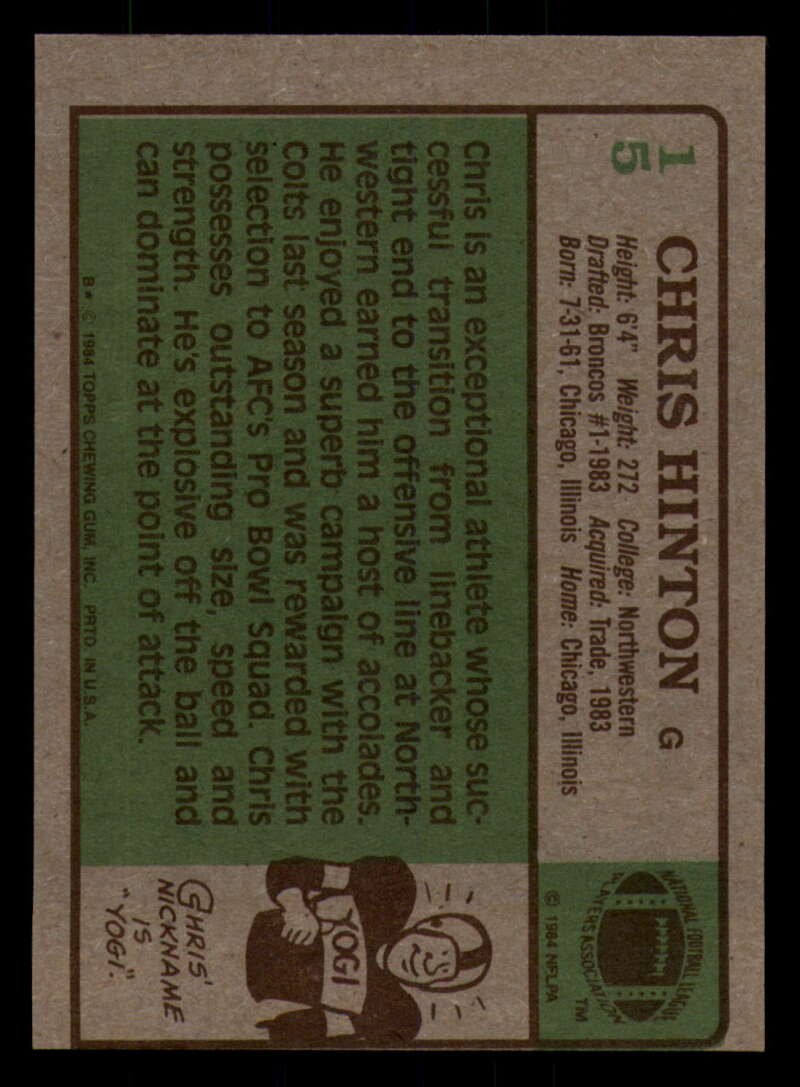 15
CHRIS HINTON G
Height: 6'4" Weight: 272 College: Northwestern
Drafted: Broncos #1-1983 Acquired: Trade, 1983
Born: 7-31-61, Chicago, Illinois Home: Chicago, Illinois
NATIONAL FOOTBALL LEAGUE
PLAYERS ASSOCIATION
TM
© 1984 NFLPA
Chris is an exceptional athlete whose suc-
cessful transition from linebacker and
tight end to the offensive line at North-
western earned him a host of accolades.
He enjoyed a superb campaign with the
Colts last season and was rewarded with
selection to AFC's Pro Bowl Squad. Chris
possesses outstanding size, speed and
strength. He's explosive off the ball and
can dominate at the point of attack.
YOGI
CHRIS'
NICKNAME
IS
"YOGI."
B* © 1984 TOPPS CHEWING GUM, INC. PRTD. IN U.S.A.